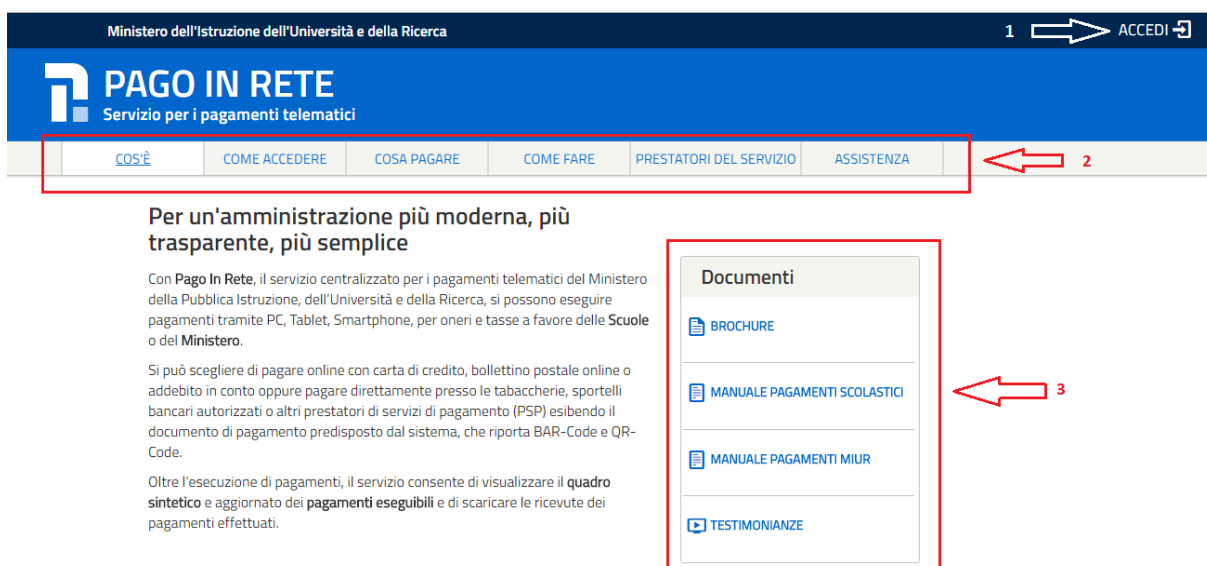 Ministero dell'Istruzione dell'Università e della Ricerca
1
ACCEDI
PAGO IN RETE
Servizio per i pagamenti telematici
COS'È
COME ACCEDERE
COSA PAGARE
COME FARE
PRESTATORI DEL SERVIZIO
ASSISTENZA
2
Per un'amministrazione più moderna, più
trasparente, più semplice
Con Pago In Rete, il servizio centralizzato per i pagamenti telematici del Ministero
della Pubblica Istruzione, dell'Università e della Ricerca, si possono eseguire
pagamenti tramite PC, Tablet, Smartphone, per oneri e tasse a favore delle Scuole
o del Ministero.
Si può scegliere di pagare online con carta di credito, bollettino postale online o
addebito in conto oppure pagare direttamente presso le tabaccherie, sportelli
bancari autorizzati o altri prestatori di servizi di pagamento (PSP) esibendo il
documento di pagamento predisposto dal sistema, che riporta BAR-Code e QR-
Code.
Oltre l'esecuzione di pagamenti, il servizio consente di visualizzare il quadro
sintetico e aggiornato dei pagamenti eseguibili e di scaricare le ricevute dei
pagamenti effettuati.
Documenti
BROCHURE
MANUALE PAGAMENTI SCOLASTICI
3
MANUALE PAGAMENTI MIUR
TESTIMONIANZE